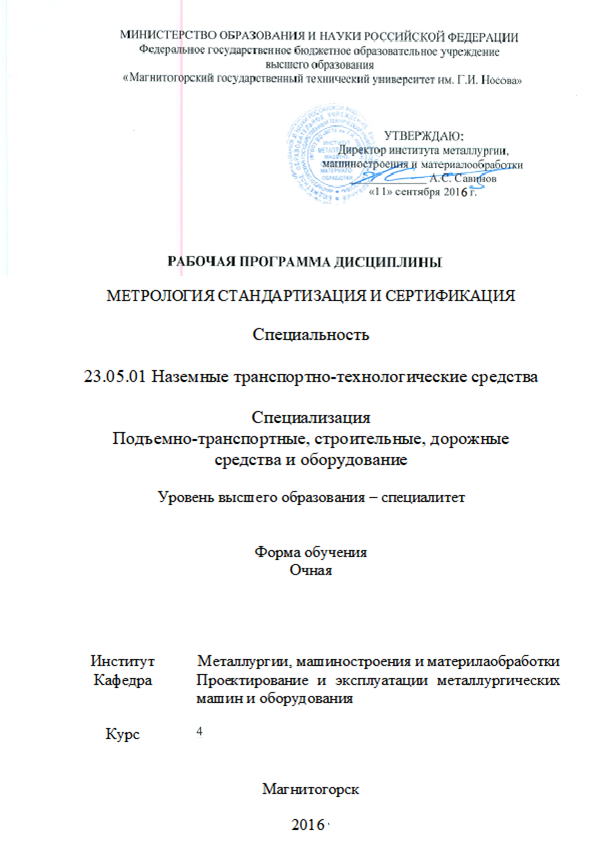 МИНИСТЕРСТВО ОБРАЗОВАНИЯ И НАУКИ РОССИЙСКОЙ ФЕДЕРАЦИИ
Федеральное государственное бюджетное образовательное учреждение
высшего образования
«Магнитогорский государственный технический университет им. Г.И. Носова»
УТВЕРЖДАЮ:
Директор института металлургии,
машиностроения и материалообработки
А.С. Савинов
«11» сентября 2016 г.
РАБОЧАЯ ПРОГРАММА ДИСЦИПЛИНЫ
МЕТРОЛОГИЯ СТАНДАРТИЗАЦИЯ И СЕРТИФИКАЦИЯ
Специальность
23.05.01 Наземные транспортно-технологические средства
Специализация
Подъемно-транспортные, строительные, дорожные
средства и оборудование
Уровень высшего образования – специалитет
Форма обучения
Очная
Институт Металлургии, машиностроения и материлаобработки
Кафедра Проектирование и эксплуатации металлургических
машин и оборудования
Курс 4
Магнитогорск
2016